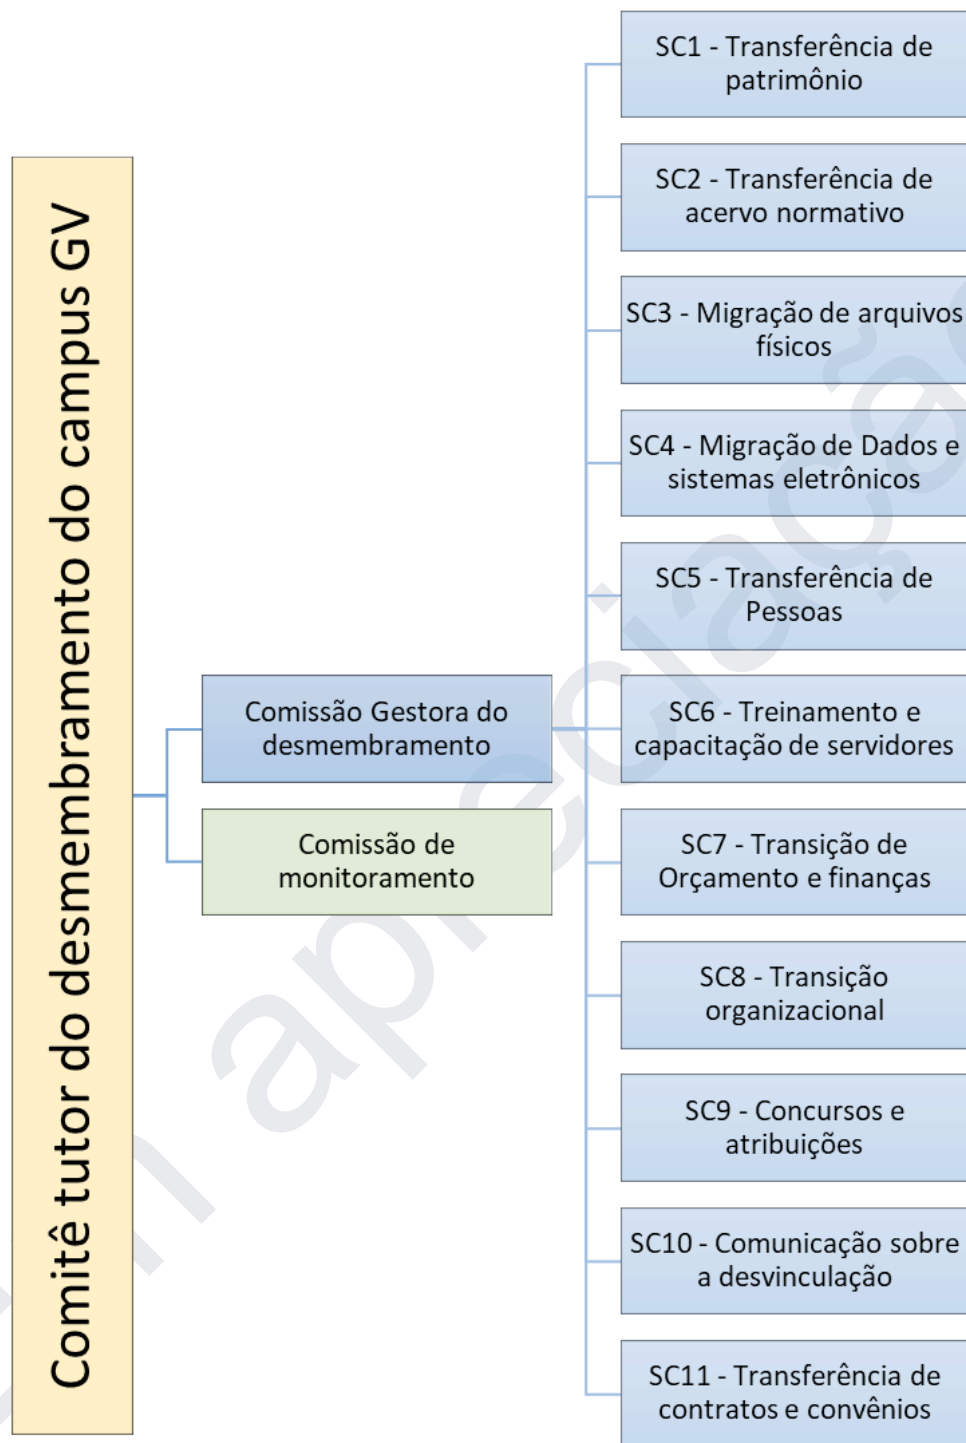 Comitê tutor do desmembramento do campus GV
Comissão Gestora do
desmembramento
Comissão de
monitoramento
SC1 - Transferência de
patrimônio
SC2 - Transferência de
acervo normativo
SC3 - Migração de arquivos
físicos
SC4 - Migração de Dados e
sistemas eletrônicos
SC5 - Transferência de
Pessoas
SC6 - Treinamento e
capacitação de servidores
SC7 - Transição de
Orçamento e finanças
SC8 - Transição
organizacional
SC9 - Concursos e
atribuições
SC10 - Comunicação sobre
a desvinculação
SC11 - Transferência de
contratos e convênios
apreciação